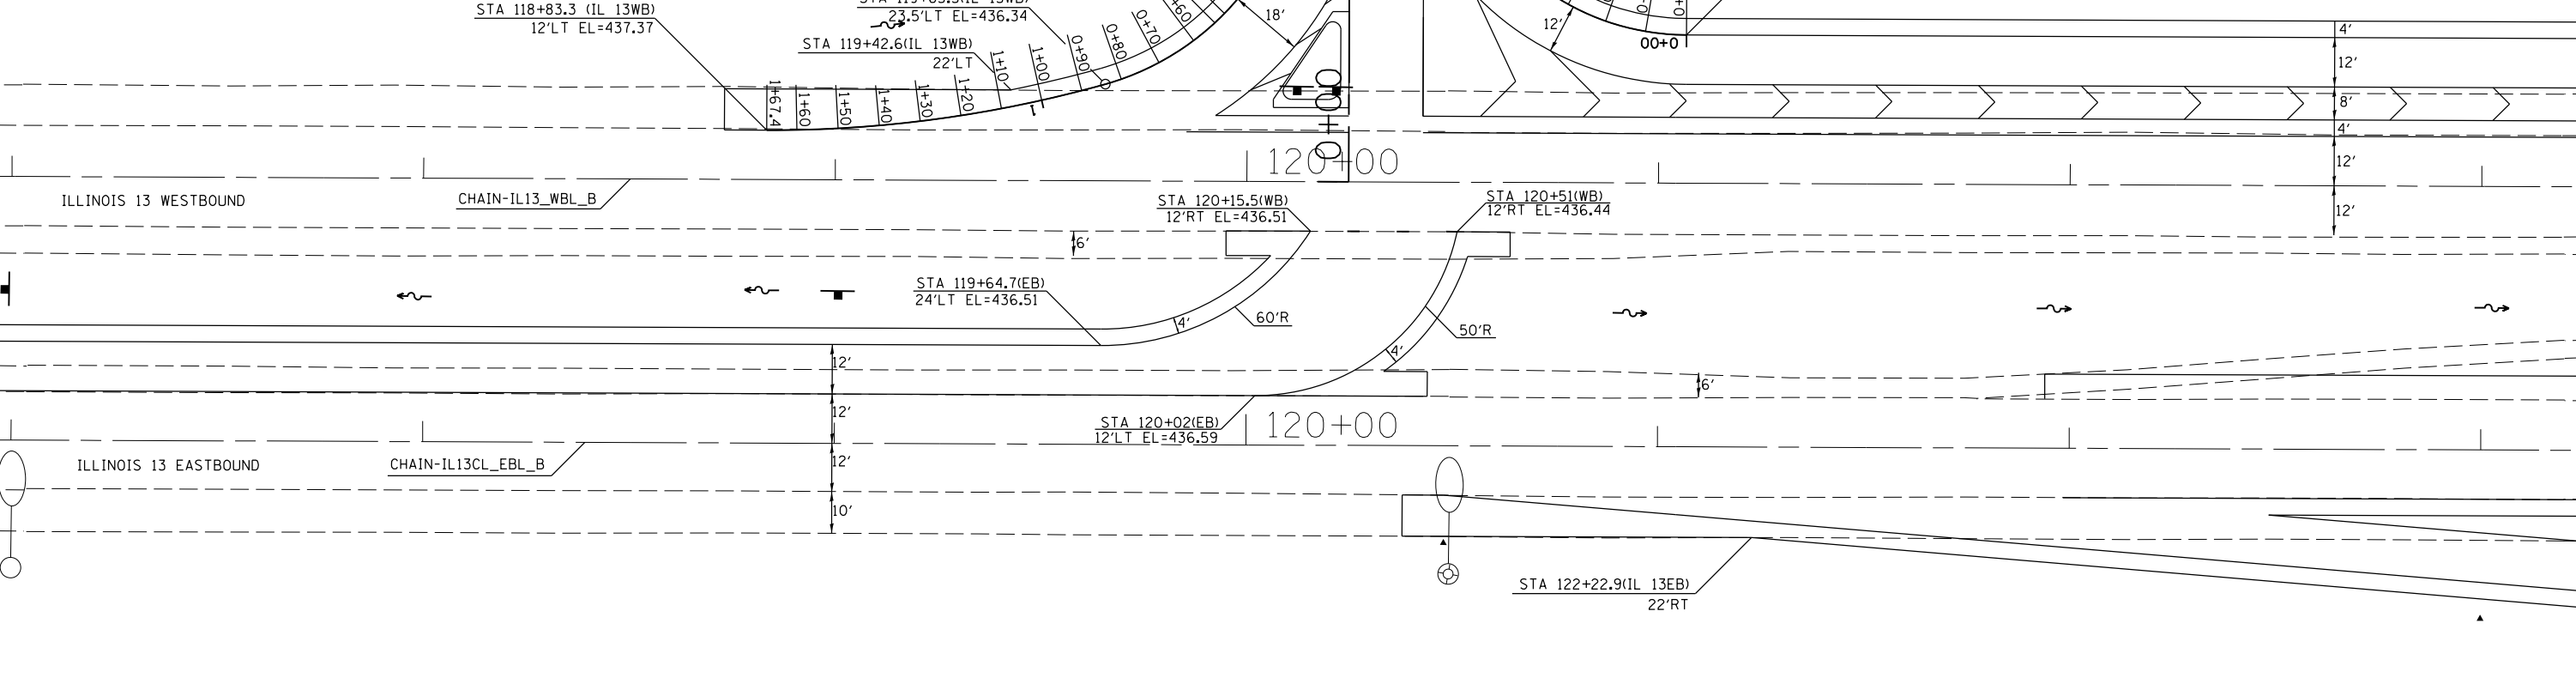 STA 118+83.3 (IL 13WB)
12'LT EL=437.37
23.5'LT EL=436.34
STA 119+42.6(IL 13WB)
22'LT
1+67.4
1+60
1+50
1+40
1+30
1+20
1+10
1+00
0+90
0+80
0+70
+60
1
18'
12'
0+00
0+00
4'
12'
8'
4'
12'
12'
120+00
ILLINOIS 13 WESTBOUND
CHAIN-IL13_WBL_B
STA 120+15.5(WB)
12'RT EL=436.51
STA 120+51(WB)
12'RT EL=436.44
6'
STA 119+64.7(EB)
24'LT EL=436.51
4'
60'R
50'R
4'
12'
6'
12'
STA 120+02(EB)
12'LT EL=436.59
120+00
ILLINOIS 13 EASTBOUND
CHAIN-IL13CL_EBL_B
12'
10'
STA 122+22.9(IL 13EB)
22'RT